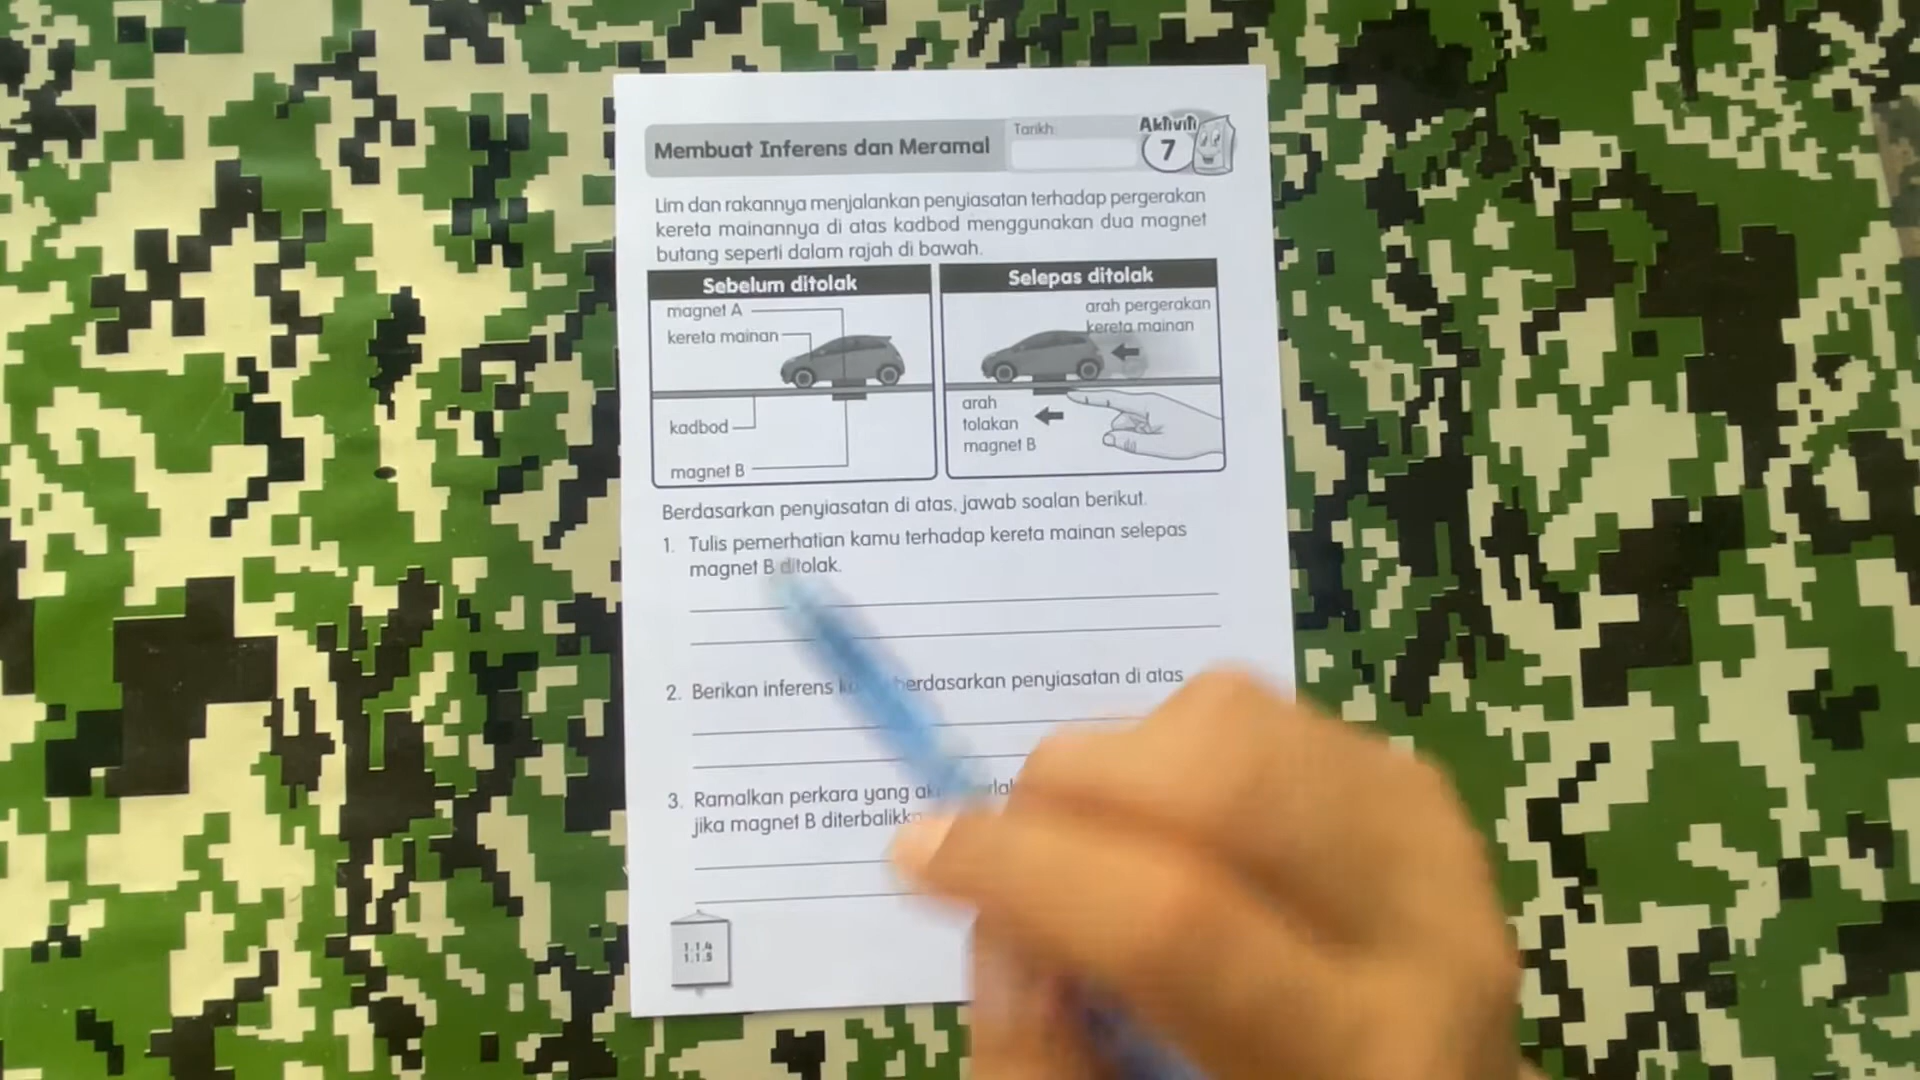 Membuat Inferens dan Meramal
Tarikh:
Aktiviti
7
Lim dan rakannya menjalankan penyiasatan terhadap pergerakan
kereta mainannya di atas kadbod menggunakan dua magnet
butang seperti dalam rajah di bawah.
Sebelum ditolak
magnet A
kereta mainan
kadbod
magnet B
Selepas ditolak
arah pergerakan
kereta mainan
arah
tolakan
magnet B
Berdasarkan penyiasatan di atas, jawab soalan berikut.
1. Tulis pemerhatian kamu terhadap kereta mainan selepas
magnet B ditolak.
2. Berikan inferens berdasarkan penyiasatan di atas
3. Ramalkan perkara yang
jika magnet B
1.1.4
1.1.5